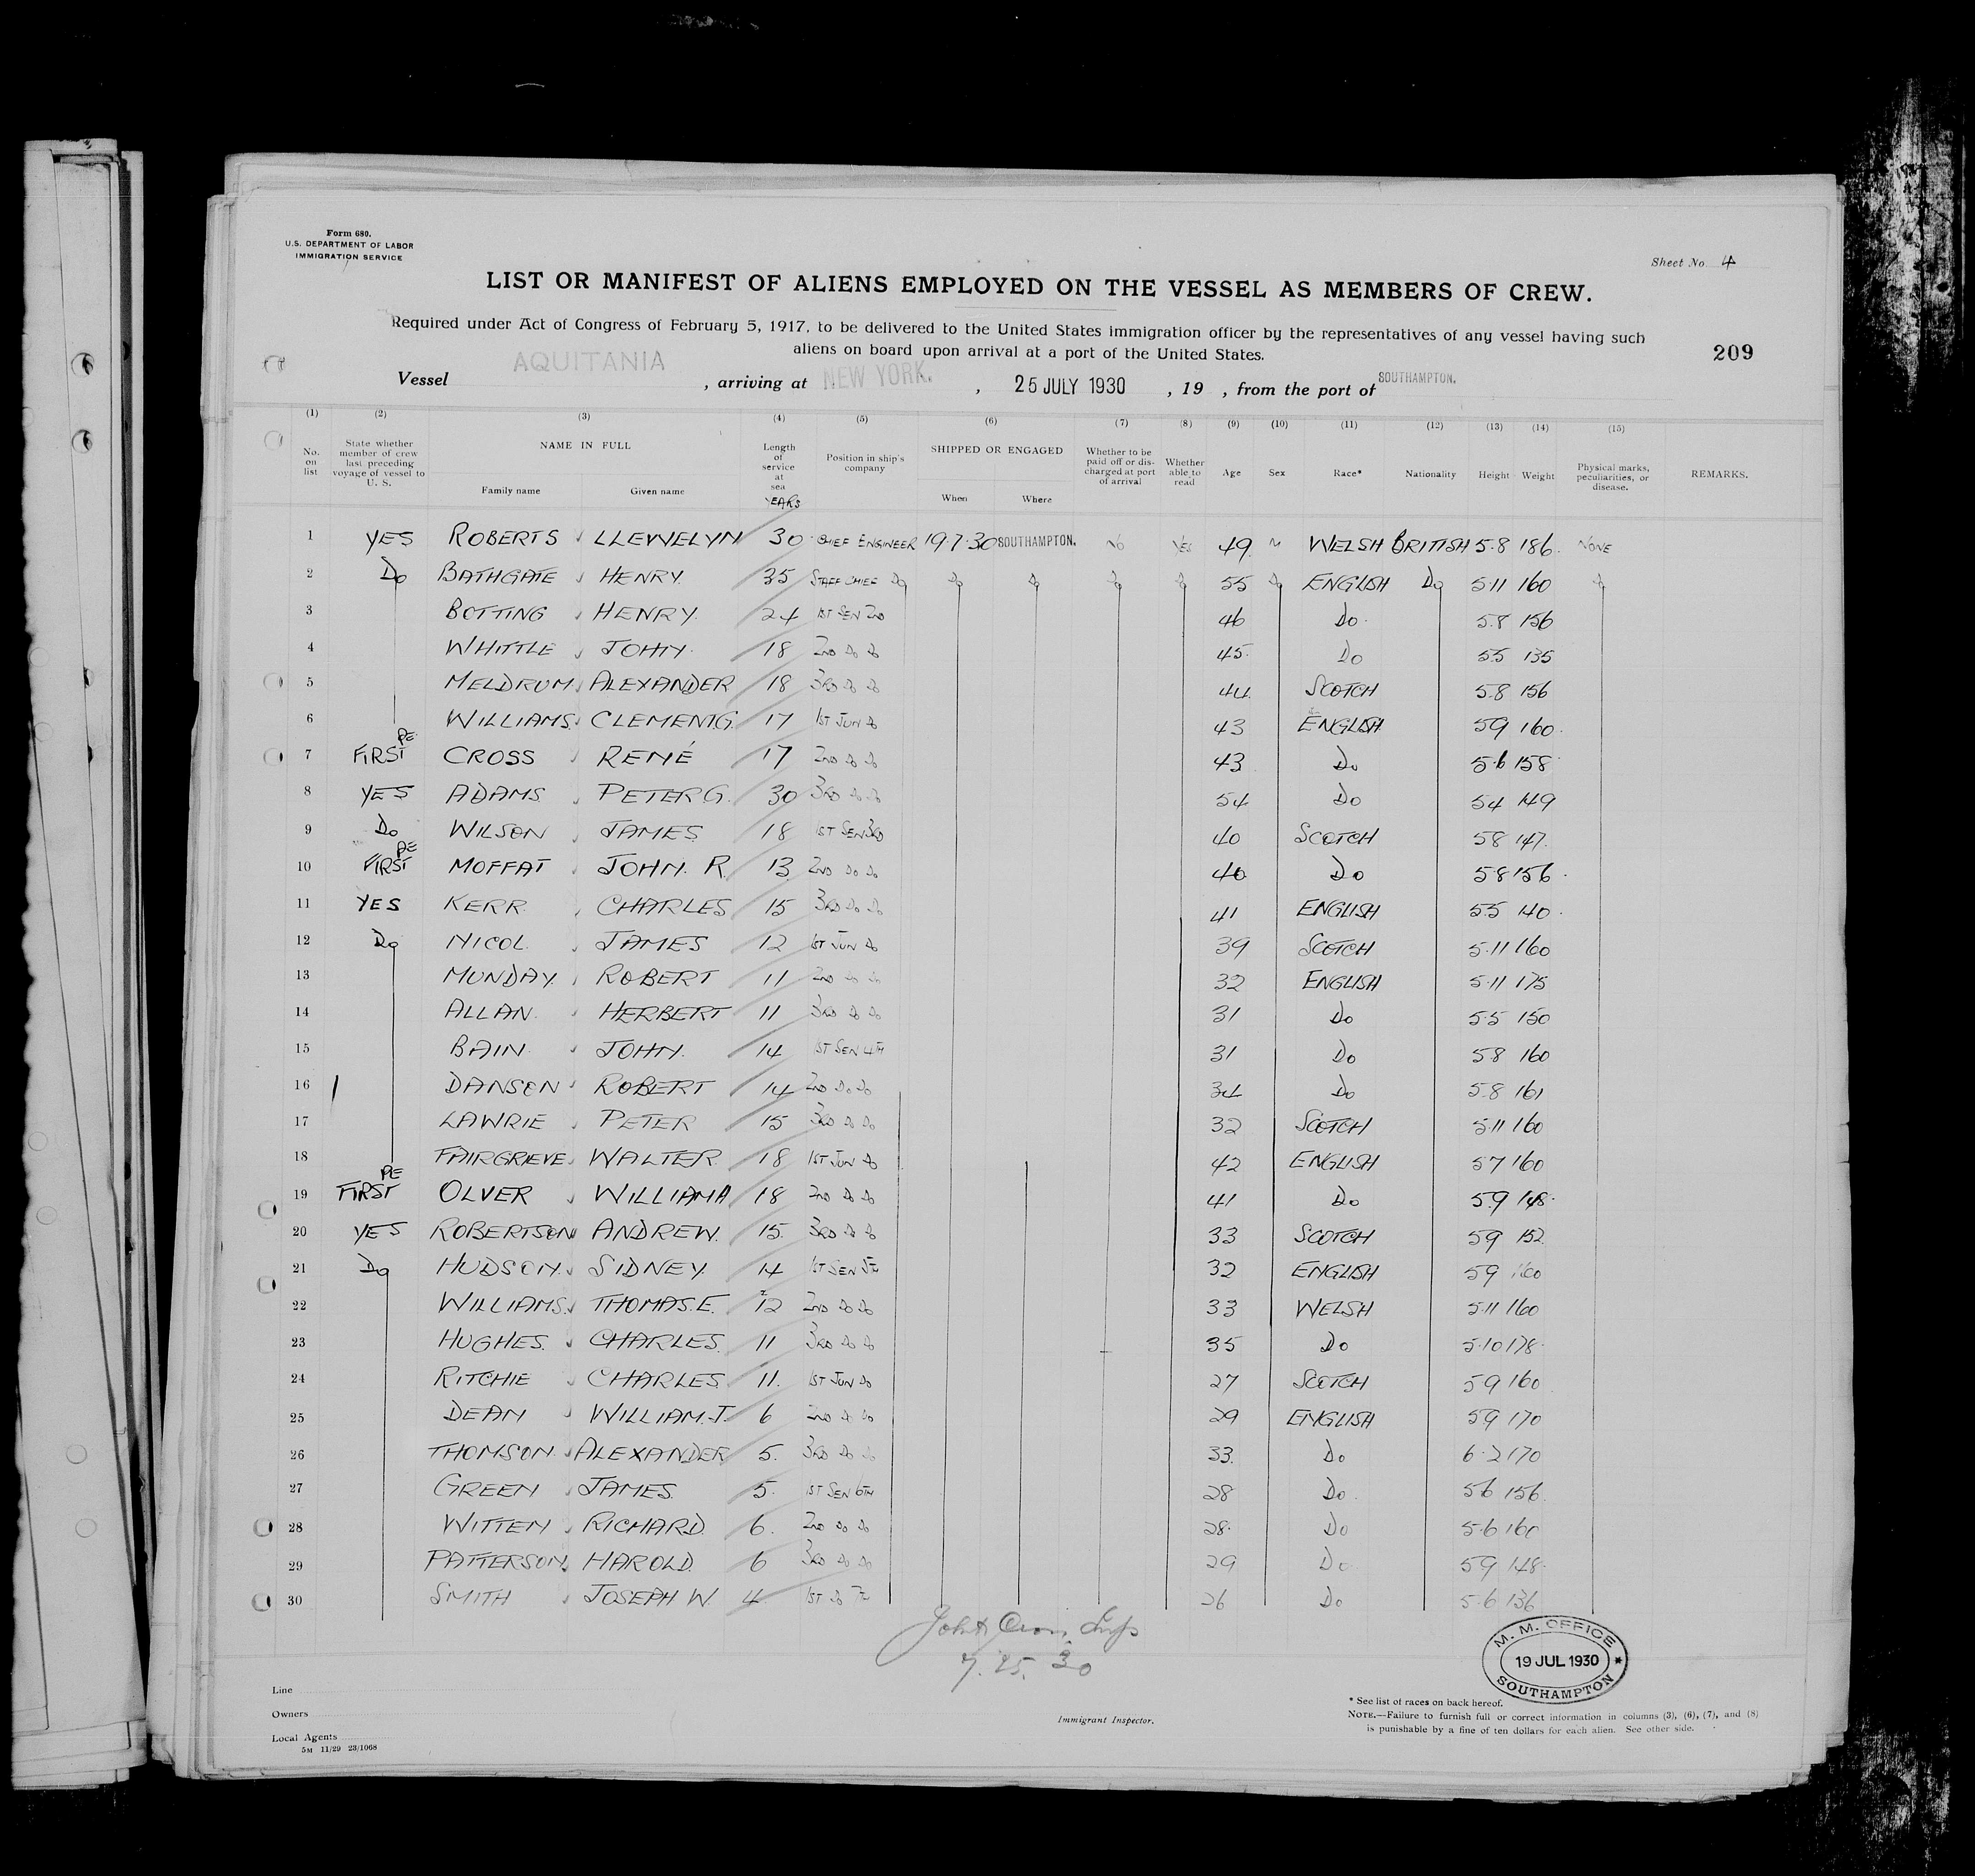 Form 680.
U.S. DEPARTMENT OF LABOR
IMMIGRATION SERVICE
Sheet No. 4
LIST OR MANIFEST OF ALIENS EMPLOYED ON THE VESSEL AS MEMBERS OF CREW.
Required under Act of Congress of February 5, 1917, to be delivered to the United States immigration officer by the representatives of any vessel having such
aliens on board upon arrival at a port of the United States.
209
Vessel AQUITANIA , arriving at NEW YORK. , 25 JULY 1930 , 19 , from the port of SOUTHAMPTON.
(1) (2) (3) (4) (5) (6) (7) (8) (9) (10) (11) (12) (13) (14) (15)
No. on list State whether member of crew last preceding voyage of vessel to U. S. NAME IN FULL Family name Given name Length of service at sea YEARS Position in ship's company SHIPPED OR ENGAGED When Where Whether to be paid off or discharged at port of arrival Whether able to read Age Sex Race* Nationality Height Weight Physical marks, peculiarities, or disease. REMARKS.
1 YES ROBERTS LLEWELYN 30 CHIEF ENGINEER 19.7.30 SOUTHAMPTON. NO YES 49 M WELSH BRITISH 5.8 186 NONE
2 Do BATHGATE HENRY. 35 STAFF CHIEF Do Do Do Do Do 55 Do ENGLISH Do 5.11 160 Do
3 BOTTING HENRY. 24 1ST SEN 2ND 46 Do 5.8 156
4 WHITTLE JOHN. 18 2ND Do Do 45 Do 5.5 135
5 MELDRUM ALEXANDER 18 3RD Do Do 44 SCOTCH 5.8 156
6 WILLIAMS. CLEMENT.G. 17 1ST JUN Do 43 ENGLISH 5.9 160
7 FIRST PE CROSS RENÉ 17 2ND Do Do 43 Do 5.6 158
8 YES ADAMS. PETER G. 30 3RD Do Do 54 Do 5.4 149
9 Do WILSON JAMES 18 1ST SEN 3RD 40 SCOTCH 5.8 147.
10 FIRST PE MOFFAT JOHN. R. 13 2ND Do Do 40 Do 5.8 156
11 YES KERR. CHARLES 15 3RD Do Do 41 ENGLISH 5.5 140
12 Do NICOL. JAMES 12 1ST JUN Do 39 SCOTCH 5.11 160
13 MUNDAY. ROBERT 11 2ND Do Do 32 ENGLISH 5.11 175
14 ALLAN. HERBERT 11 3RD Do Do 31 Do 5.5 150
15 BAIN. JOHN. 14 1ST SEN 4TH 31 Do 5.8 160
16 DANSON ROBERT 14 2ND Do Do 34 Do 5.8 161
17 LAWRIE PETER 15 3RD Do Do 32 SCOTCH 5.11 160
18 FAIRGRIEVE. WALTER. 18 1ST JUN Do 42 ENGLISH 5.7 160
19 FIRST PE OLVER WILLIAM A 18 2ND Do Do 41 Do 5.9 148.
20 YES ROBERTSON ANDREW. 15. 3RD Do Do 33 SCOTCH 5.9 152
21 Do HUDSON. SIDNEY. 14 1ST SEN 5TH 32 ENGLISH 5.9 160
22 WILLIAMS. THOMAS.E. 12 2ND Do Do 33 WELSH 5.11 160
23 HUGHES. CHARLES. 11 3RD Do Do 35 Do 5.10 178.
24 RITCHIE CHARLES. 11. 1ST JUN Do 27 SCOTCH 5.9 160
25 DEAN WILLIAM.J. 6 2ND Do Do 29 ENGLISH 5.9 170
26 THOMSON. ALEXANDER 5. 3RD Do Do 33. Do 6.2 170
27 GREEN JAMES. 5. 1ST SEN 6TH 28 Do 5.6 156.
28 WITTEN RICHARD. 6. 2ND Do Do 28. Do 5.6 160
29 PATTERSON. HAROLD. 6 3RD Do Do 29 Do 5.9 148.
30 SMITH JOSEPH W. 4 1ST Do 7TH 26 Do 5.6 136
7. 25. 30
M. M. OFFICE
19 JUL 1930
SOUTHAMPTON
Line
Owners
Local Agents
5M 11/29 23/1068
Immigrant Inspector.
* See list of races on back hereof.
NOTE.—Failure to furnish full or correct information in columns (3), (6), (7), and (8)
is punishable by a fine of ten dollars for each alien. See other side.